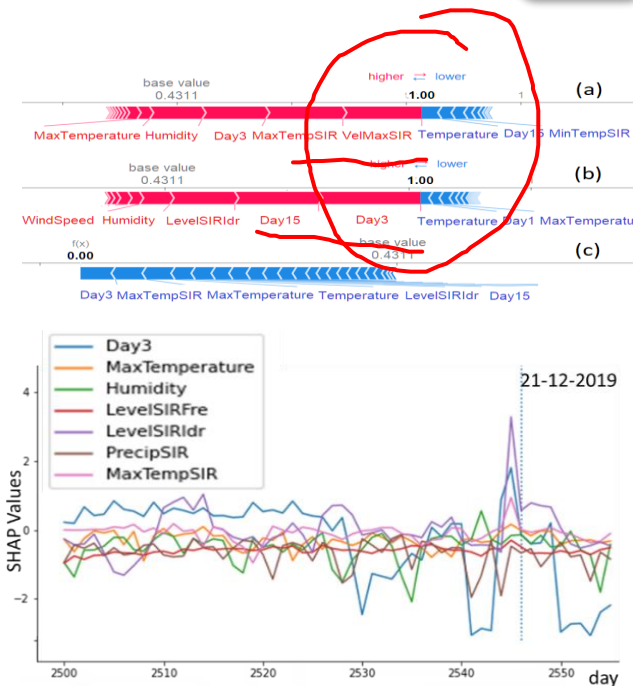 base value higher lower
0.4311 1.00 1 (a)
MaxTemperature Humidity Day3 MaxTempSIR VelMaxSIR Temperature Day15 MinTempSIR
base value higher lower (b)
0.4311 1.00
WindSpeed Humidity LevelSIRIdr Day15 Day3 Temperature Day1 MaxTemperatu
f(x) base value (c)
0.00 0.4311
Day3 MaxTempSIR MaxTemperature Temperature LevelSIRIdr Day15
Day3
MaxTemperature
Humidity
LevelSIRFre
LevelSIRIdr
PrecipSIR
MaxTempSIR
21-12-2019
4
2
0
−2
SHAP Values
2500 2510 2520 2530 2540 2550
day